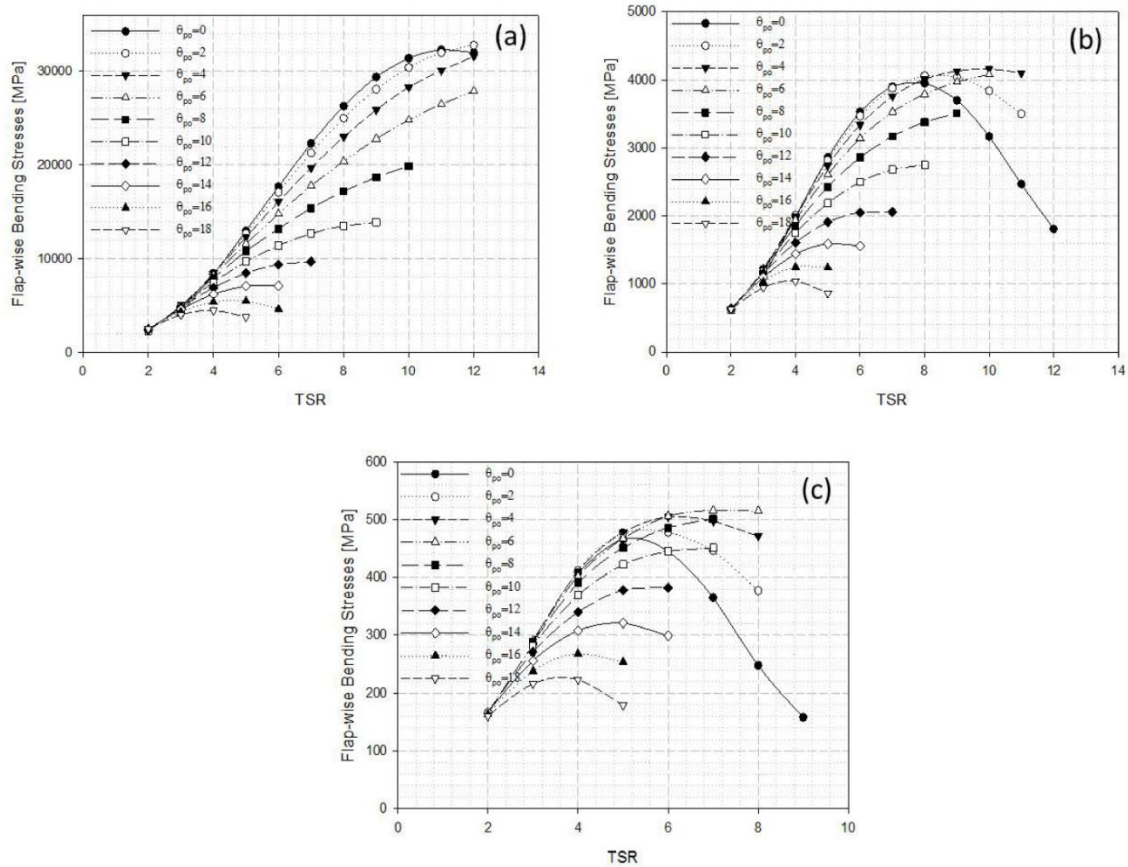 (a)
Flap-wise Bending Stresses [MPa]
30000
20000
10000
0
θpo=0
θpo=2
θpo=4
θpo=6
θpo=8
θpo=10
θpo=12
θpo=14
θpo=16
θpo=18
0 2 4 6 8 10 12 14
TSR
(b)
Flap-wise Bending Stresses [MPa]
5000
4000
3000
2000
1000
0
θpo=0
θpo=2
θpo=4
θpo=6
θpo=8
θpo=10
θpo=12
θpo=14
θpo=16
θpo=18
0 2 4 6 8 10 12 14
TSR
(c)
Flap-wise Bending Stresses [MPa]
600
500
400
300
200
100
0
θpo=0
θpo=2
θpo=4
θpo=6
θpo=8
θpo=10
θpo=12
θpo=14
θpo=16
θpo=18
0 2 4 6 8 10
TSR